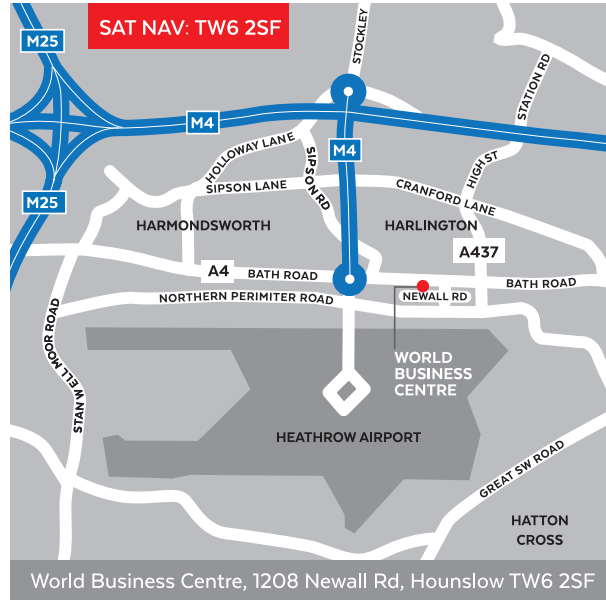 SAT NAV: TW6 2SF
M25
STOCKLEY
STATION RD
M4
HOLLOWAY LANE
M4
SIPSON RD
HIGH ST
SIPSON LANE
CRANFORD LANE
M25
HARMONDSWORTH
HARLINGTON
A437
A4
BATH ROAD
BATH ROAD
NORTHERN PERIMITER ROAD
NEWALL RD
STANWELL MOOR ROAD
WORLD
BUSINESS
CENTRE
HEATHROW AIRPORT
GREAT SW ROAD
HATTON
CROSS
World Business Centre, 1208 Newall Rd, Hounslow TW6 2SF